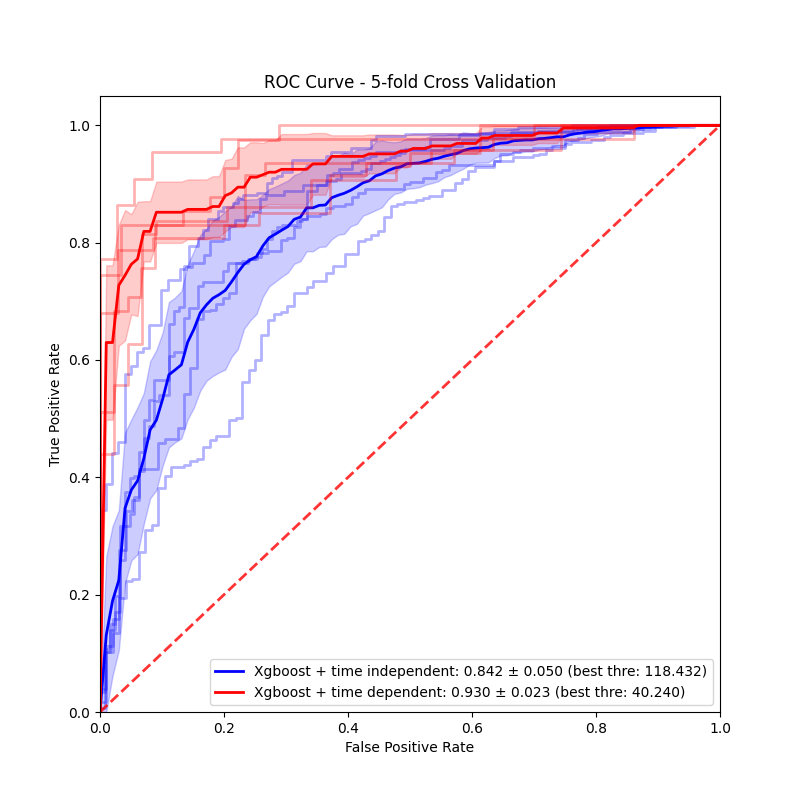 ROC Curve - 5-fold Cross Validation
True Positive Rate
1.0
0.8
0.6
0.4
0.2
0.0
0.0 0.2 0.4 0.6 0.8 1.0
False Positive Rate
Xgboost + time independent: 0.842 ± 0.050 (best thre: 118.432)
Xgboost + time dependent: 0.930 ± 0.023 (best thre: 40.240)